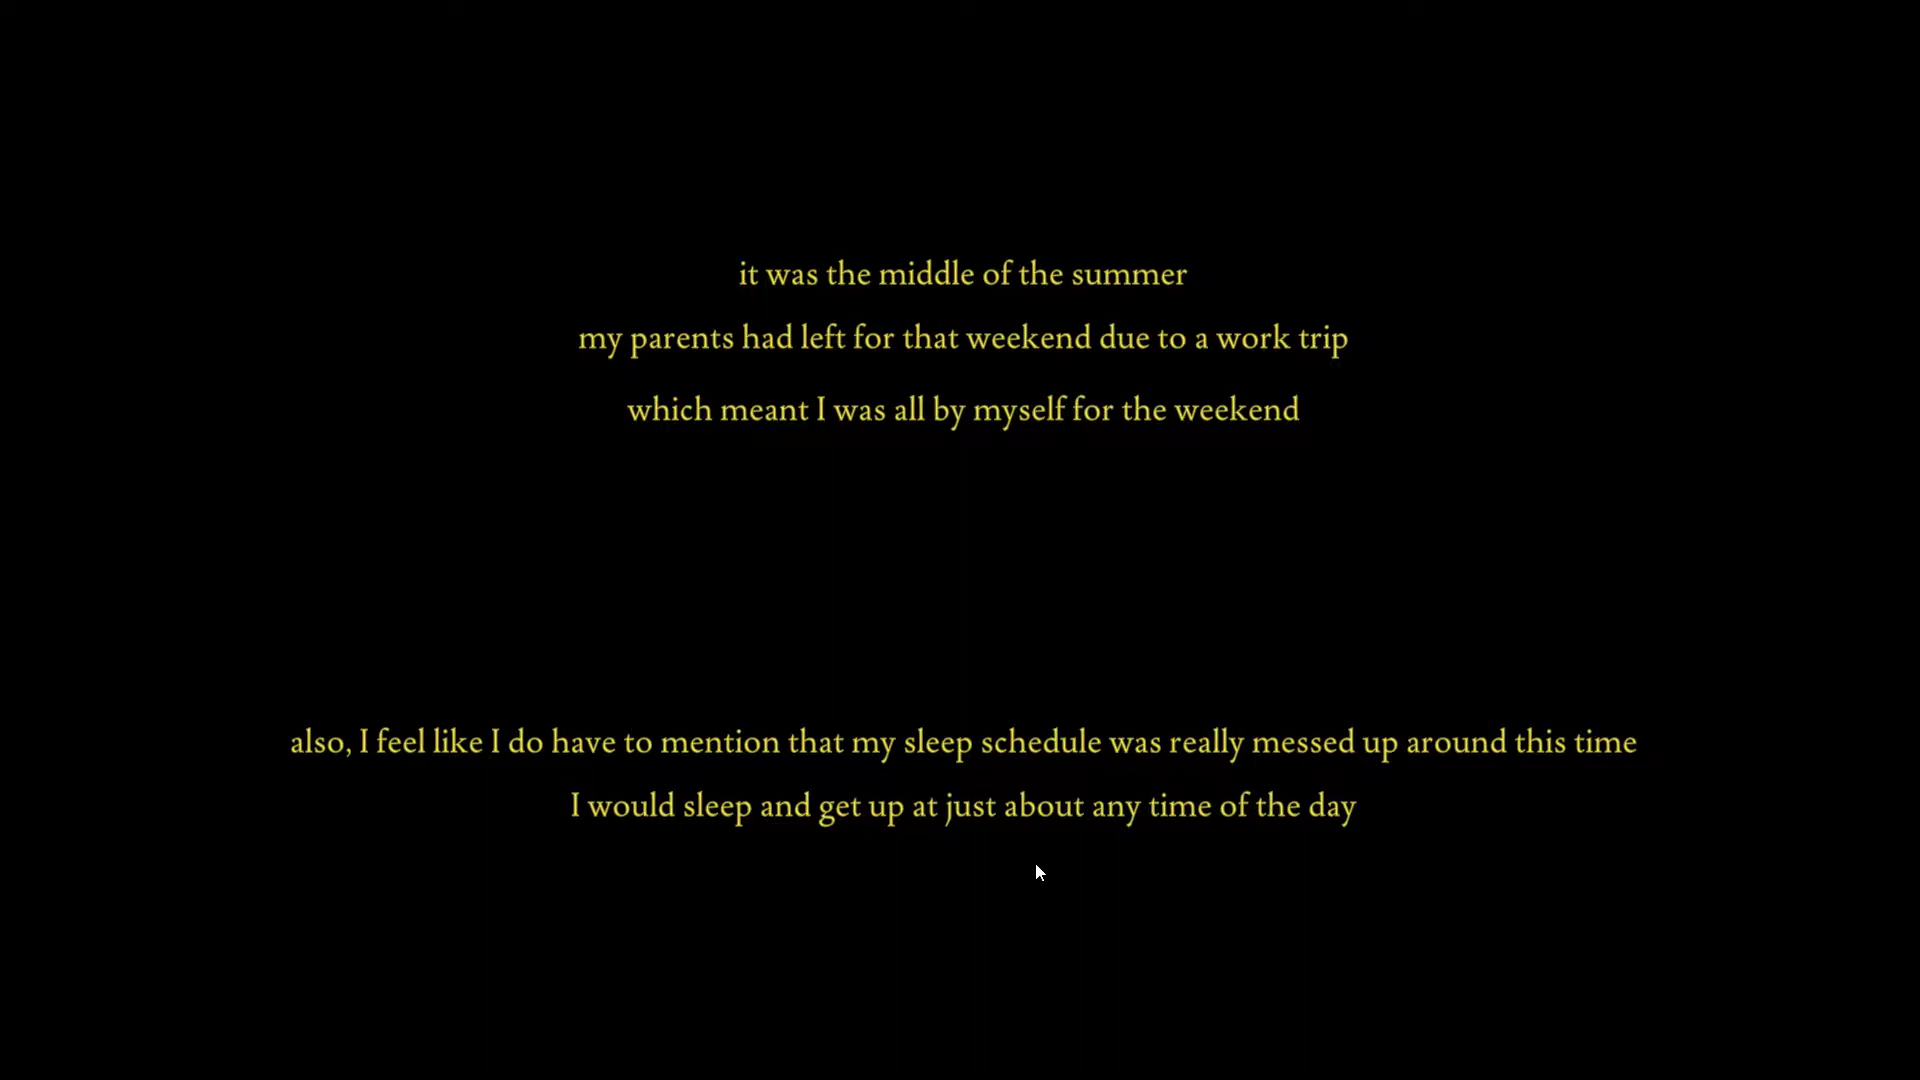 it was the middle of the summer
my parents had left for that weekend due to a work trip
which meant I was all by myself for the weekend
also, I feel like I do have to mention that my sleep schedule was really messed up around this time
I would sleep and get up at just about any time of the day